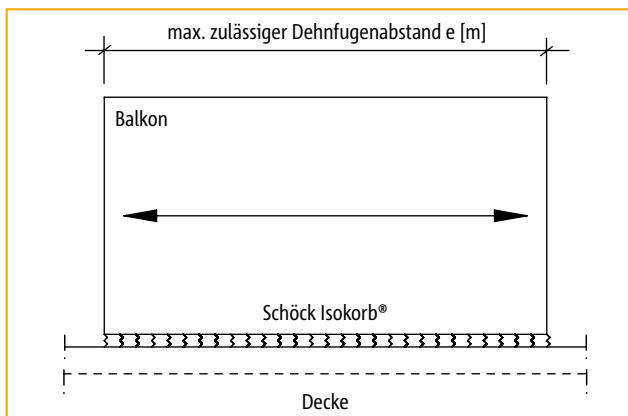 max. zulässiger Dehnfugenabstand e [m]
Balkon
Schöck Isokorb®
Decke